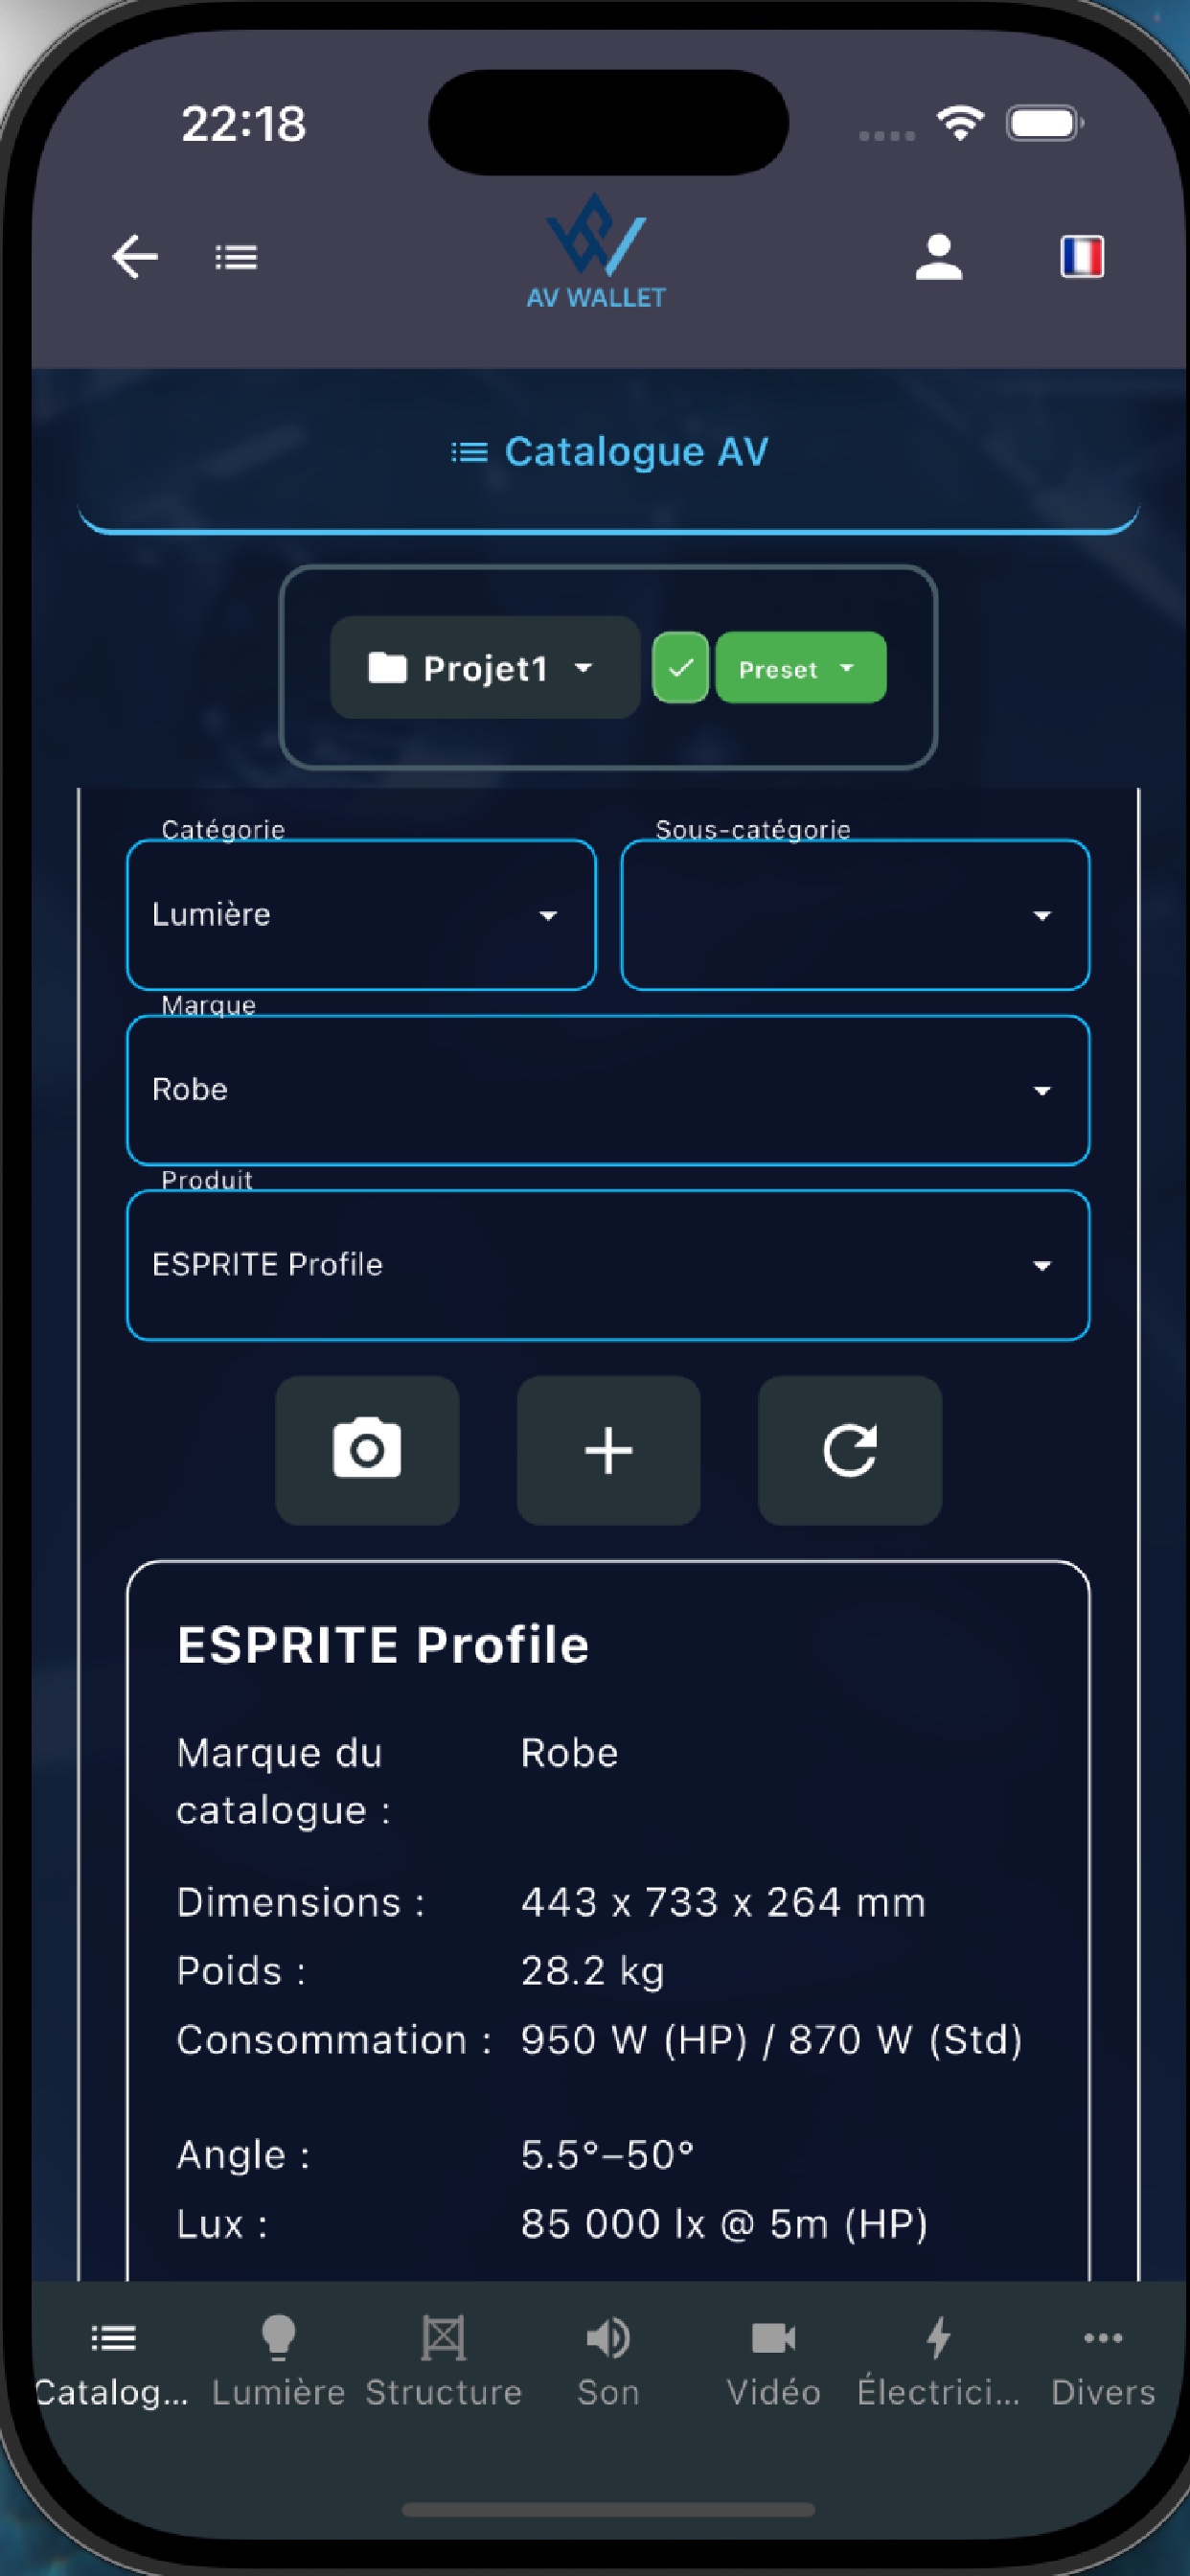 22:18
AV WALLET
Catalogue AV
Projet1
Preset
Catégorie
Sous-catégorie
Lumière
Marque
Robe
Produit
ESPRITE Profile
ESPRITE Profile
Marque du
catalogue :
Robe
Dimensions : 443 x 733 x 264 mm
Poids : 28.2 kg
Consommation : 950 W (HP) / 870 W (Std)
Angle : 5.5°–50°
Lux : 85 000 lx @ 5m (HP)
Catalog... Lumière Structure Son Vidéo Électrici... Divers